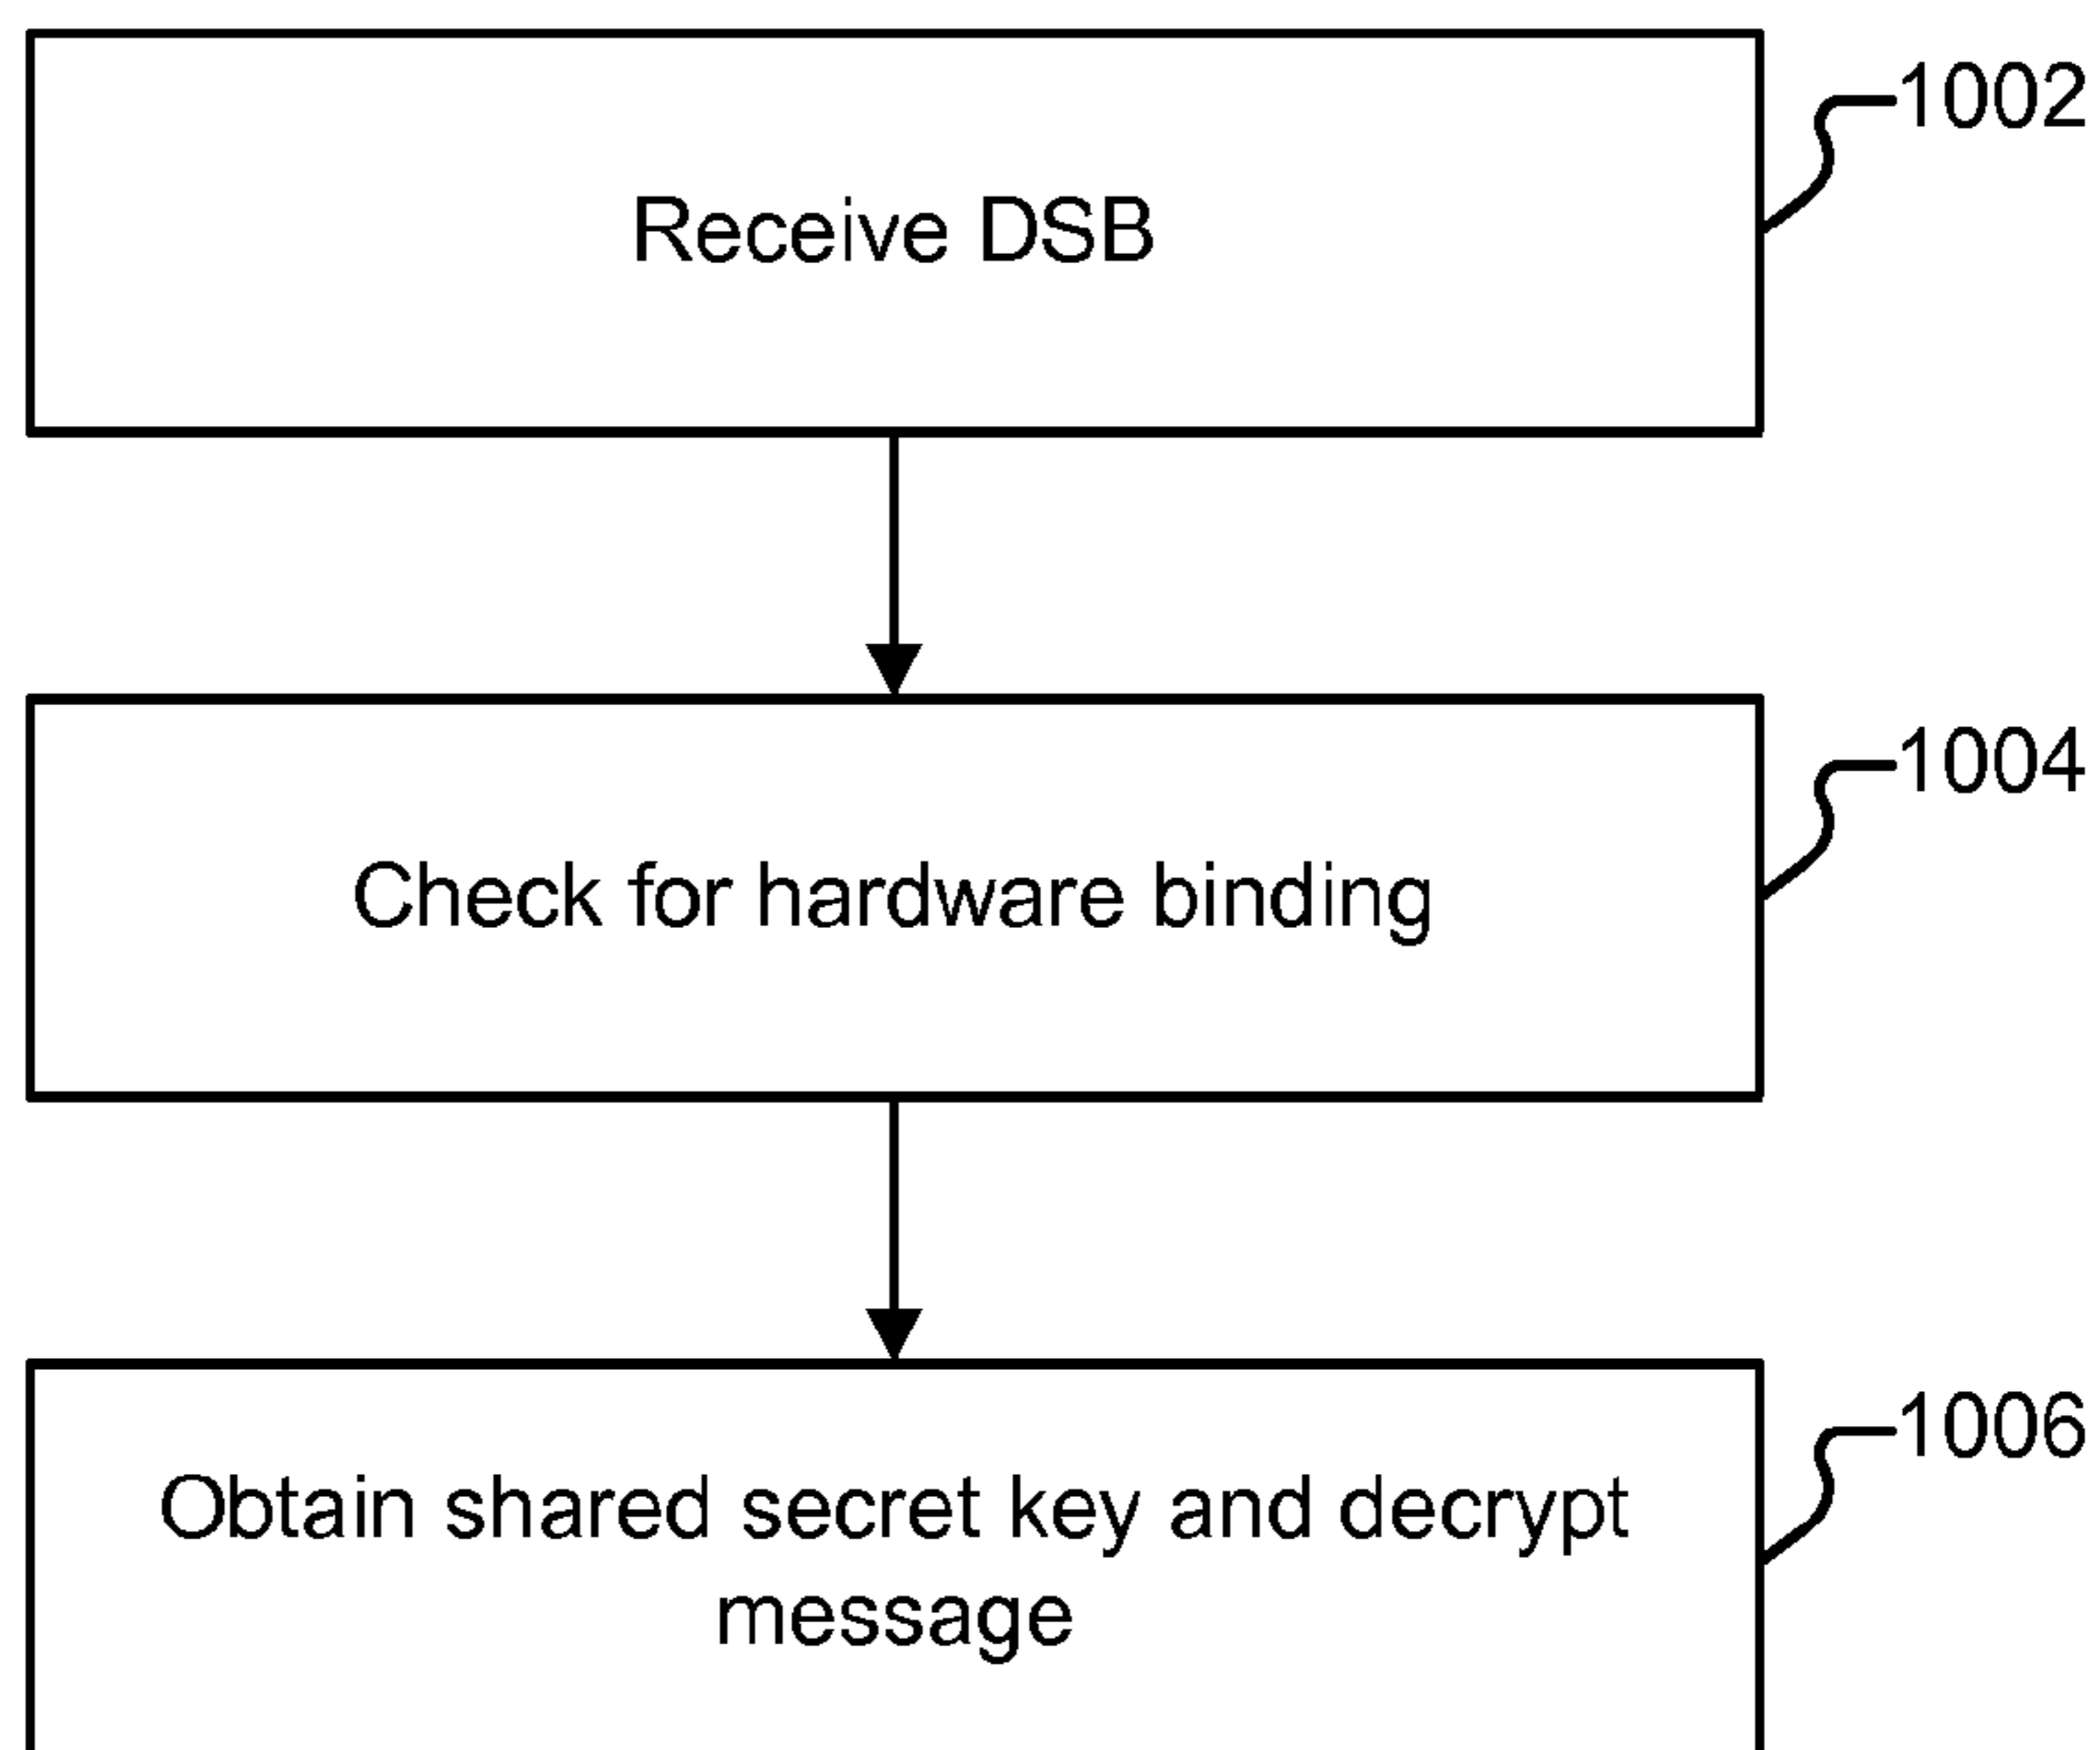 Receive DSB
1002
Check for hardware binding
1004
Obtain shared secret key and decrypt
message
1006